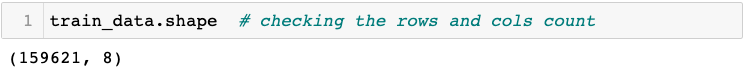 1 train_data.shape # checking the rows and cols count
(159621, 8)